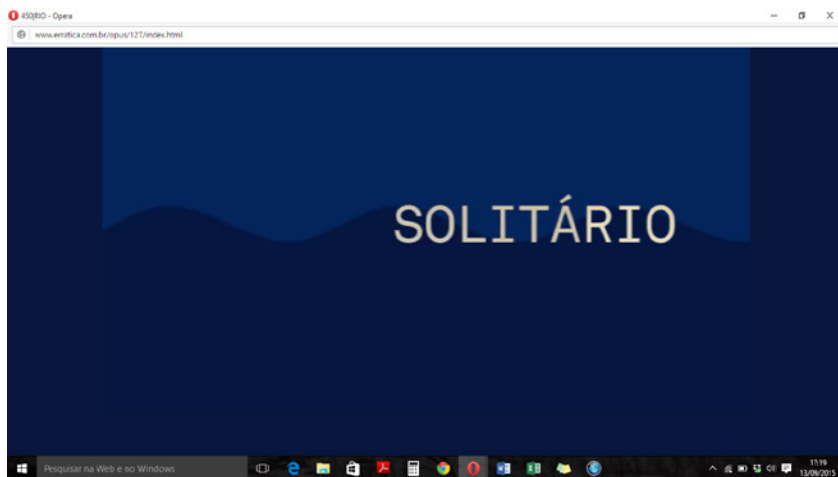 450|RIO - Opera
www.erratica.com.br/opus/127/index.html
SOLITÁRIO
Pesquisar na Web e no Windows
17:19
13/09/2015